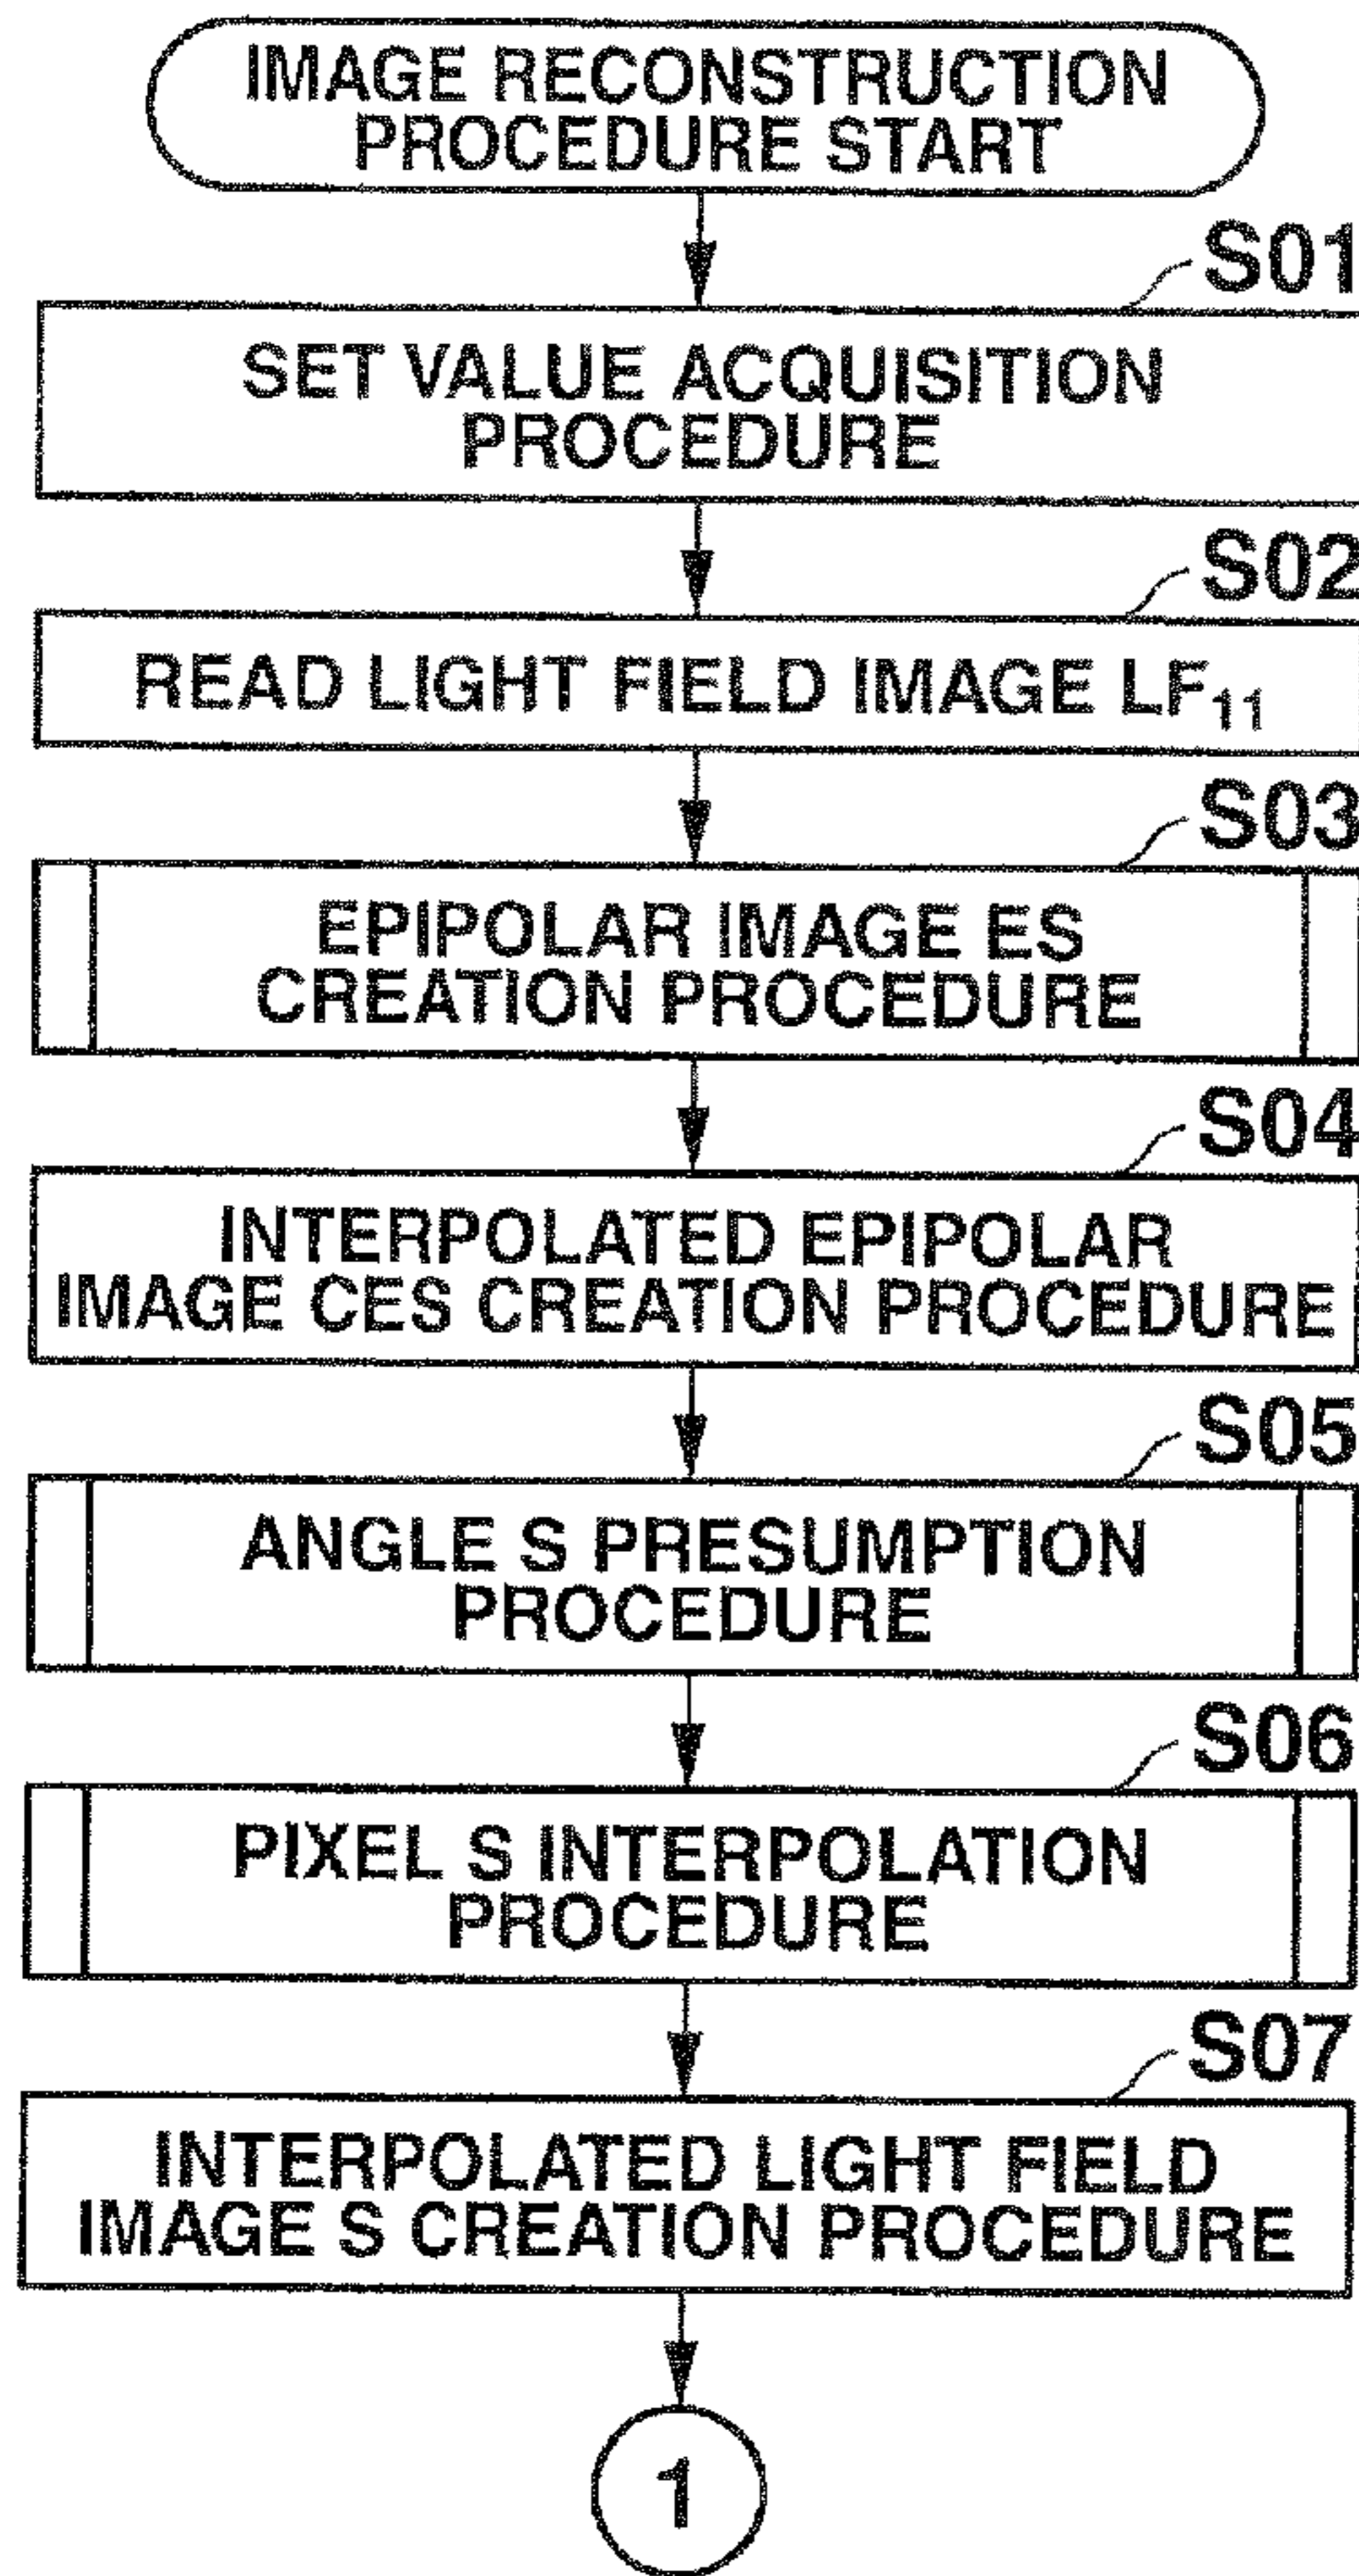 IMAGE RECONSTRUCTION
PROCEDURE START
S01
SET VALUE ACQUISITION
PROCEDURE
S02
READ LIGHT FIELD IMAGE LF₁₁
S03
EPIPOLAR IMAGE ES
CREATION PROCEDURE
S04
INTERPOLATED EPIPOLAR
IMAGE CES CREATION PROCEDURE
S05
ANGLE S PRESUMPTION
PROCEDURE
S06
PIXEL S INTERPOLATION
PROCEDURE
S07
INTERPOLATED LIGHT FIELD
IMAGE S CREATION PROCEDURE
1